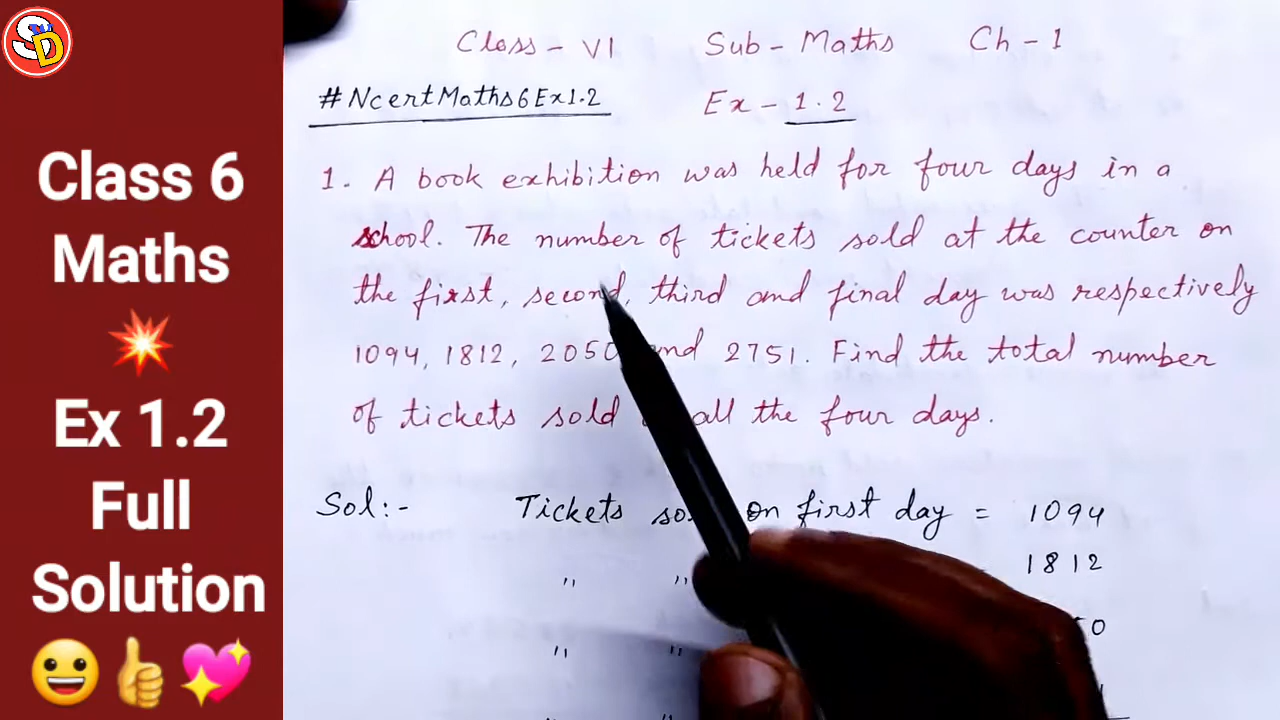 SD
Class 6
Maths
Ex 1.2
Full
Solution
Class - VI Sub - Maths Ch - 1
#NcertMaths6Ex1.2 Ex - 1.2
1. A book exhibition was held for four days in a
school. The number of tickets sold at the counter on
the first, second, third and final day was respectively
1094, 1812, 2050 and 2751. Find the total number
of tickets sold all the four days.
Sol:- Tickets on first day = 1094
" " 1812
" "
" "